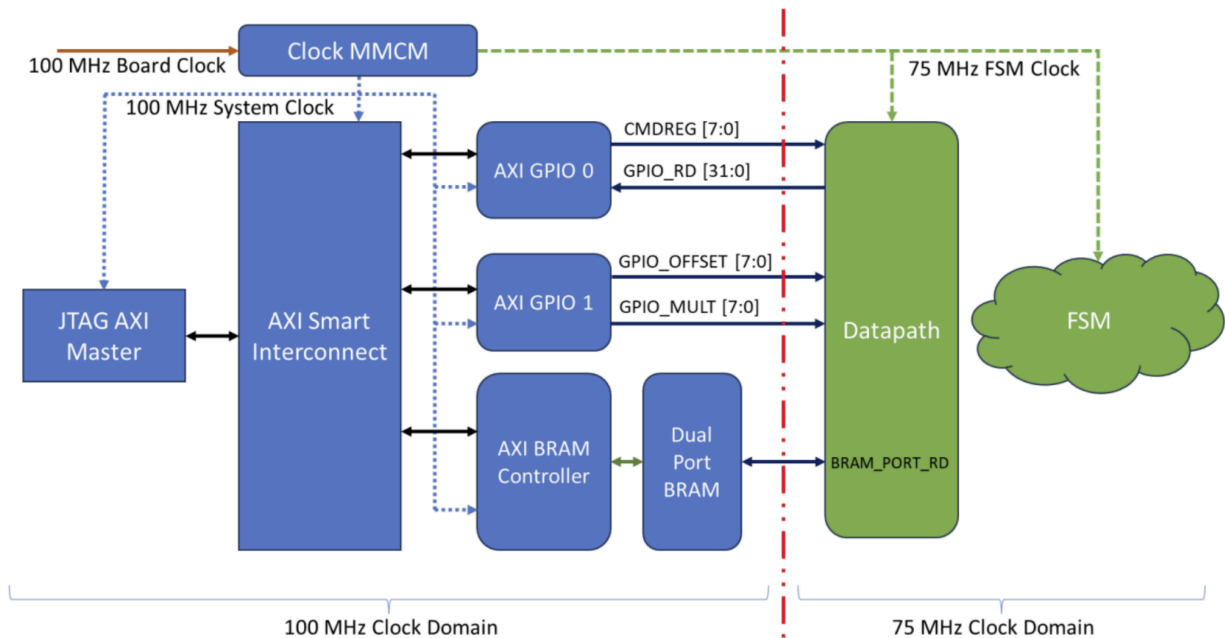 Clock MMCM
100 MHz Board Clock
75 MHz FSM Clock
100 MHz System Clock
AXI GPIO 0
CMDREG [7:0]
GPIO_RD [31:0]
AXI GPIO 1
GPIO_OFFSET [7:0]
GPIO_MULT [7:0]
JTAG AXI
Master
AXI Smart
Interconnect
Datapath
FSM
AXI BRAM
Controller
Dual
Port
BRAM
BRAM_PORT_RD
100 MHz Clock Domain
75 MHz Clock Domain